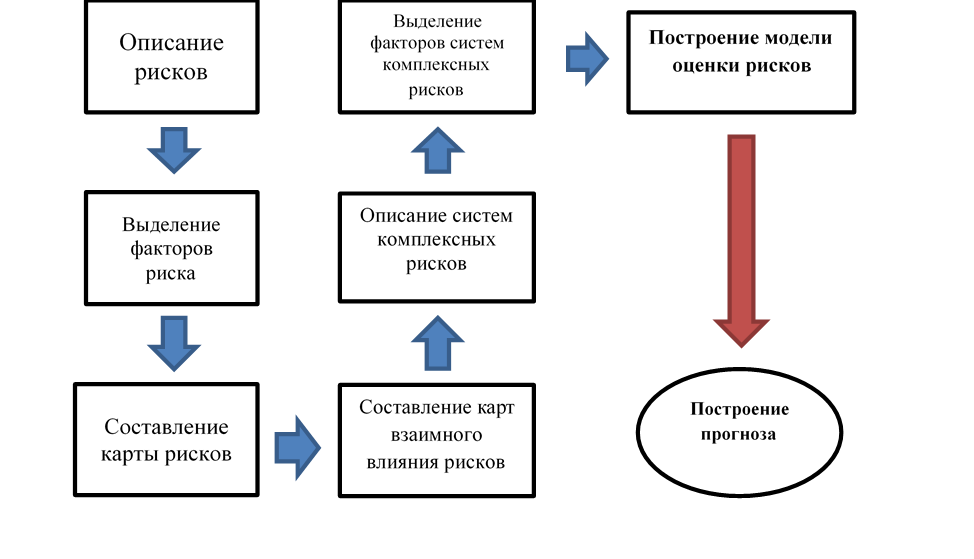 Описание
рисков
Выделение
факторов
риска
Составление
карты рисков
Составление карт
взаимного
влияния рисков
Описание систем
комплексных
рисков
Выделение
факторов систем
комплексных
рисков
Построение модели
оценки рисков
Построение
прогноза